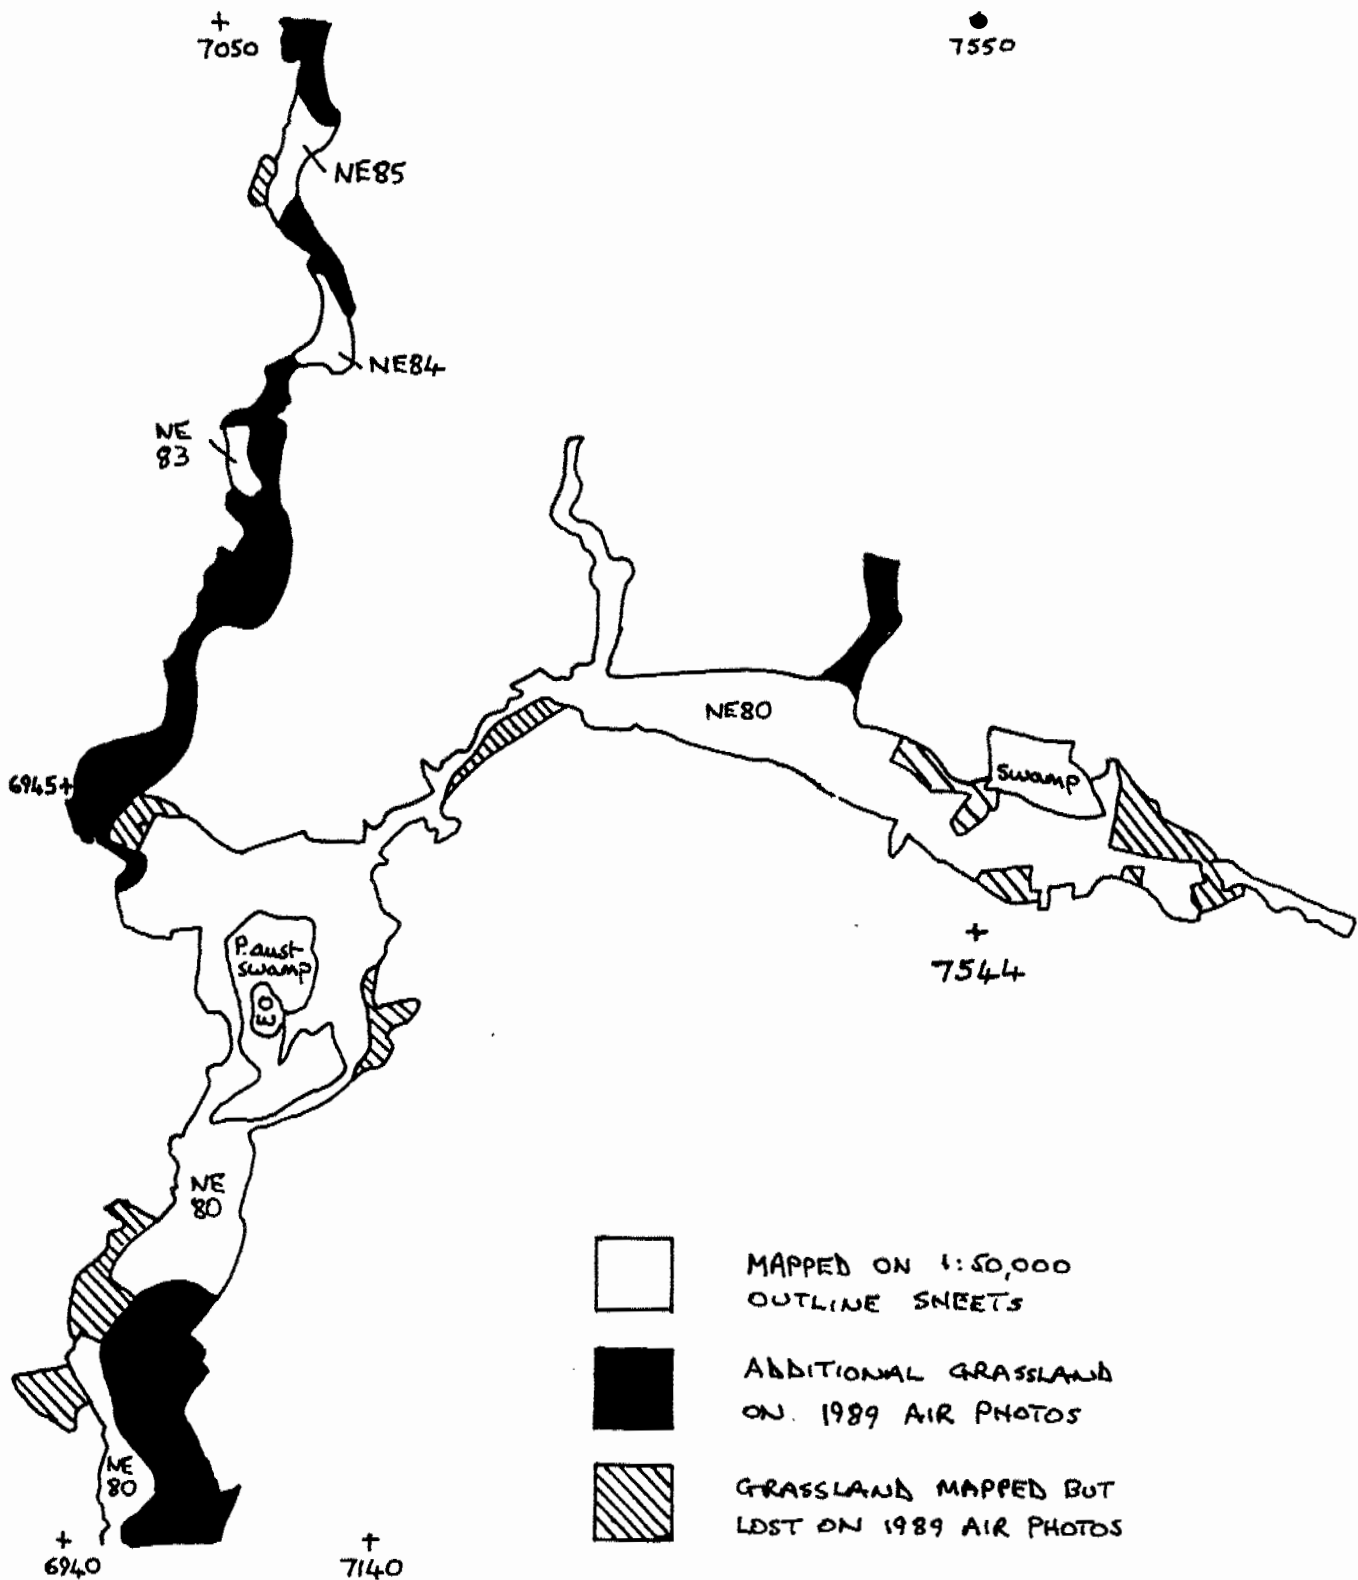 7050
7550
NE85
NE84
NE
83
NE80
6945
SWAMP
P. aust
SWAMP
OE
7544
NE
80
MAPPED ON 1:50,000
OUTLINE SHEETS
ADDITIONAL GRASSLAND
ON 1989 AIR PHOTOS
NE
80
GRASSLAND MAPPED BUT
LOST ON 1989 AIR PHOTOS
6940
7140